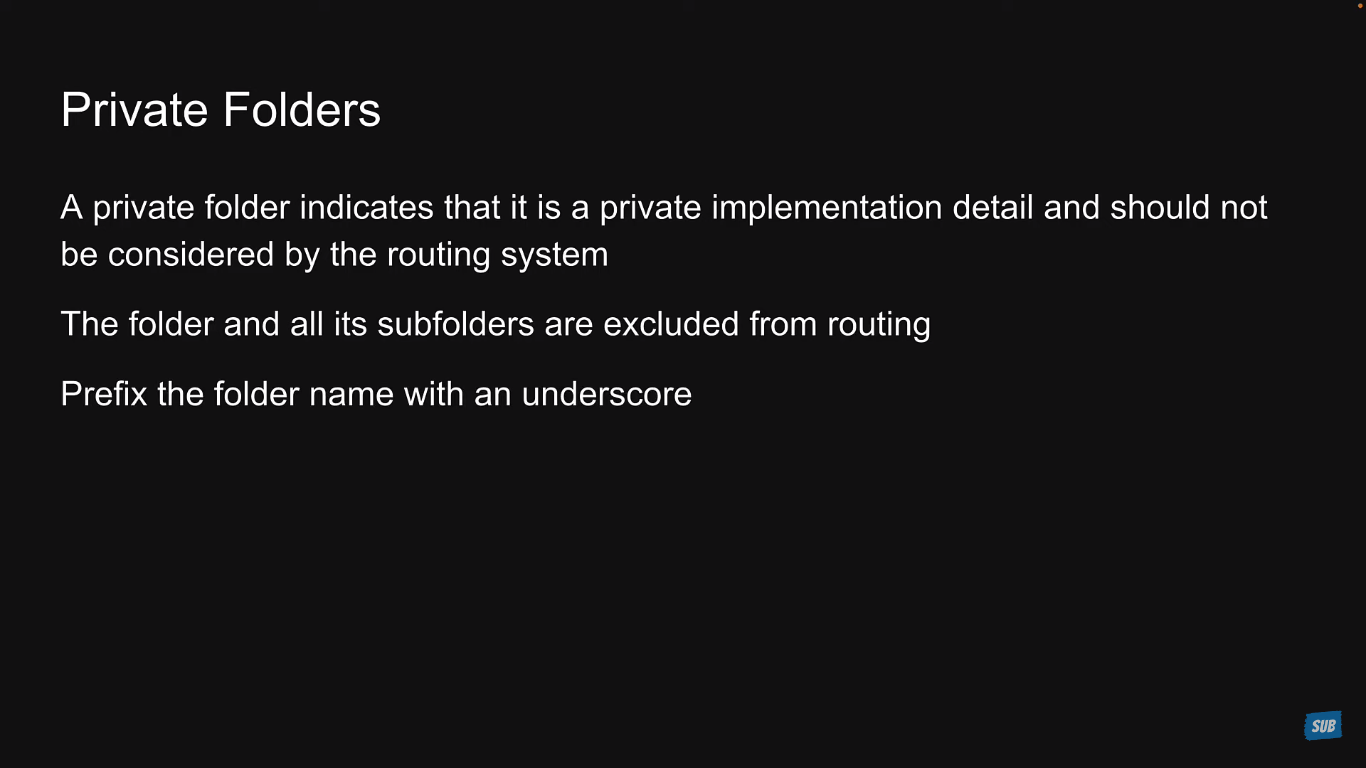 Private Folders
A private folder indicates that it is a private implementation detail and should not
be considered by the routing system
The folder and all its subfolders are excluded from routing
Prefix the folder name with an underscore
SUB